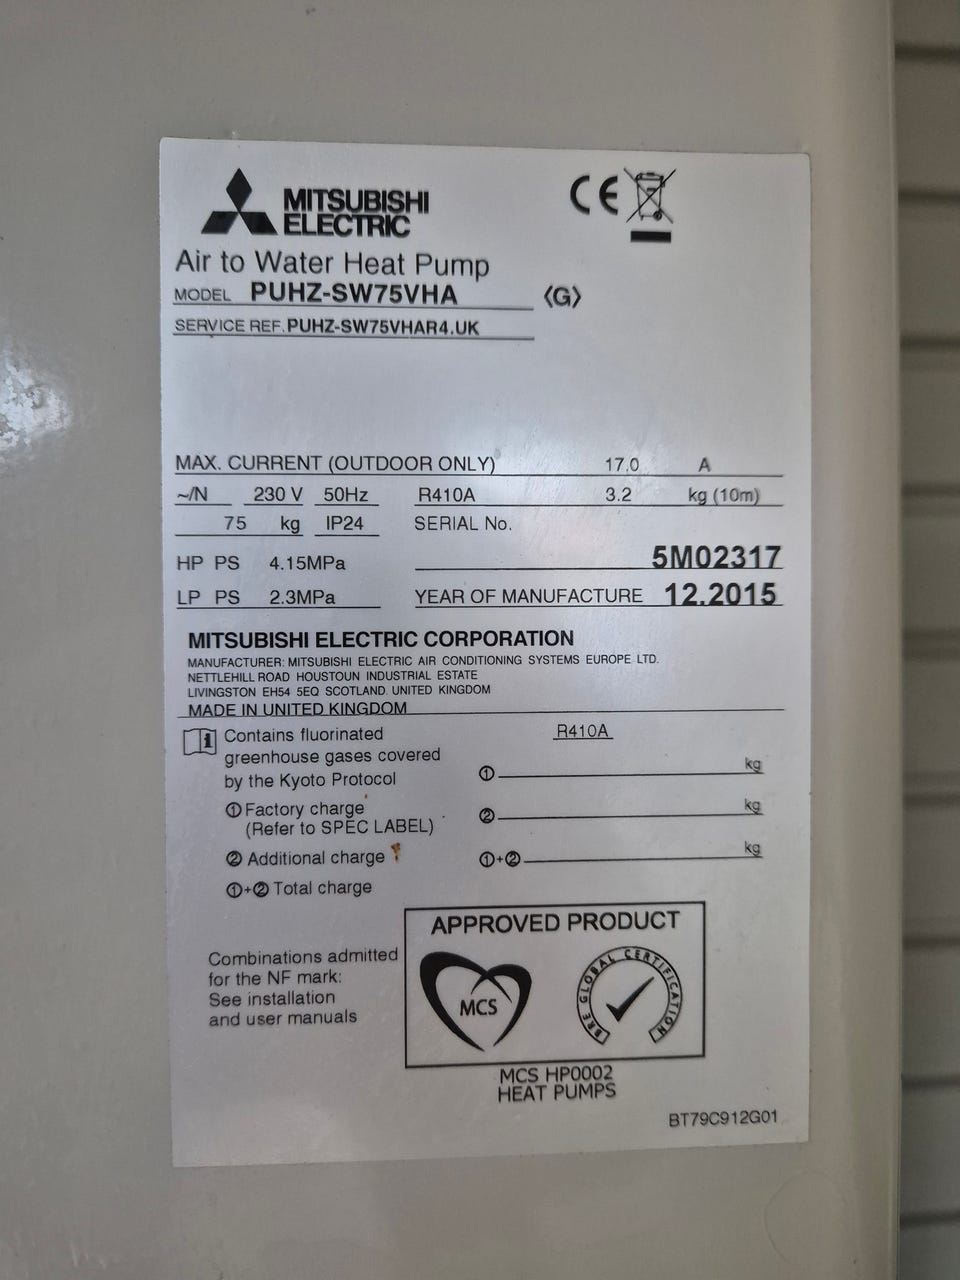 MITSUBISHI
ELECTRIC
CE
Air to Water Heat Pump
MODEL PUHZ-SW75VHA 〈G〉
SERVICE REF. PUHZ-SW75VHAR4.UK
MAX. CURRENT (OUTDOOR ONLY) 17.0 A
~/N 230 V 50Hz R410A 3.2 kg (10m)
75 kg IP24 SERIAL No.
HP PS 4.15MPa 5M02317
LP PS 2.3MPa YEAR OF MANUFACTURE 12.2015
MITSUBISHI ELECTRIC CORPORATION
MANUFACTURER: MITSUBISHI ELECTRIC AIR CONDITIONING SYSTEMS EUROPE LTD.
NETTLEHILL ROAD HOUSTOUN INDUSTRIAL ESTATE
LIVINGSTON EH54 5EQ SCOTLAND. UNITED KINGDOM
MADE IN UNITED KINGDOM
i Contains fluorinated R410A
greenhouse gases covered
by the Kyoto Protocol ① kg
① Factory charge ② kg
(Refer to SPEC LABEL)
② Additional charge ①+② kg
①+② Total charge
APPROVED PRODUCT
MCS
BRE GLOBAL CERTIFICATION
Combinations admitted
for the NF mark:
See installation
and user manuals
MCS HP0002
HEAT PUMPS
BT79C912G01